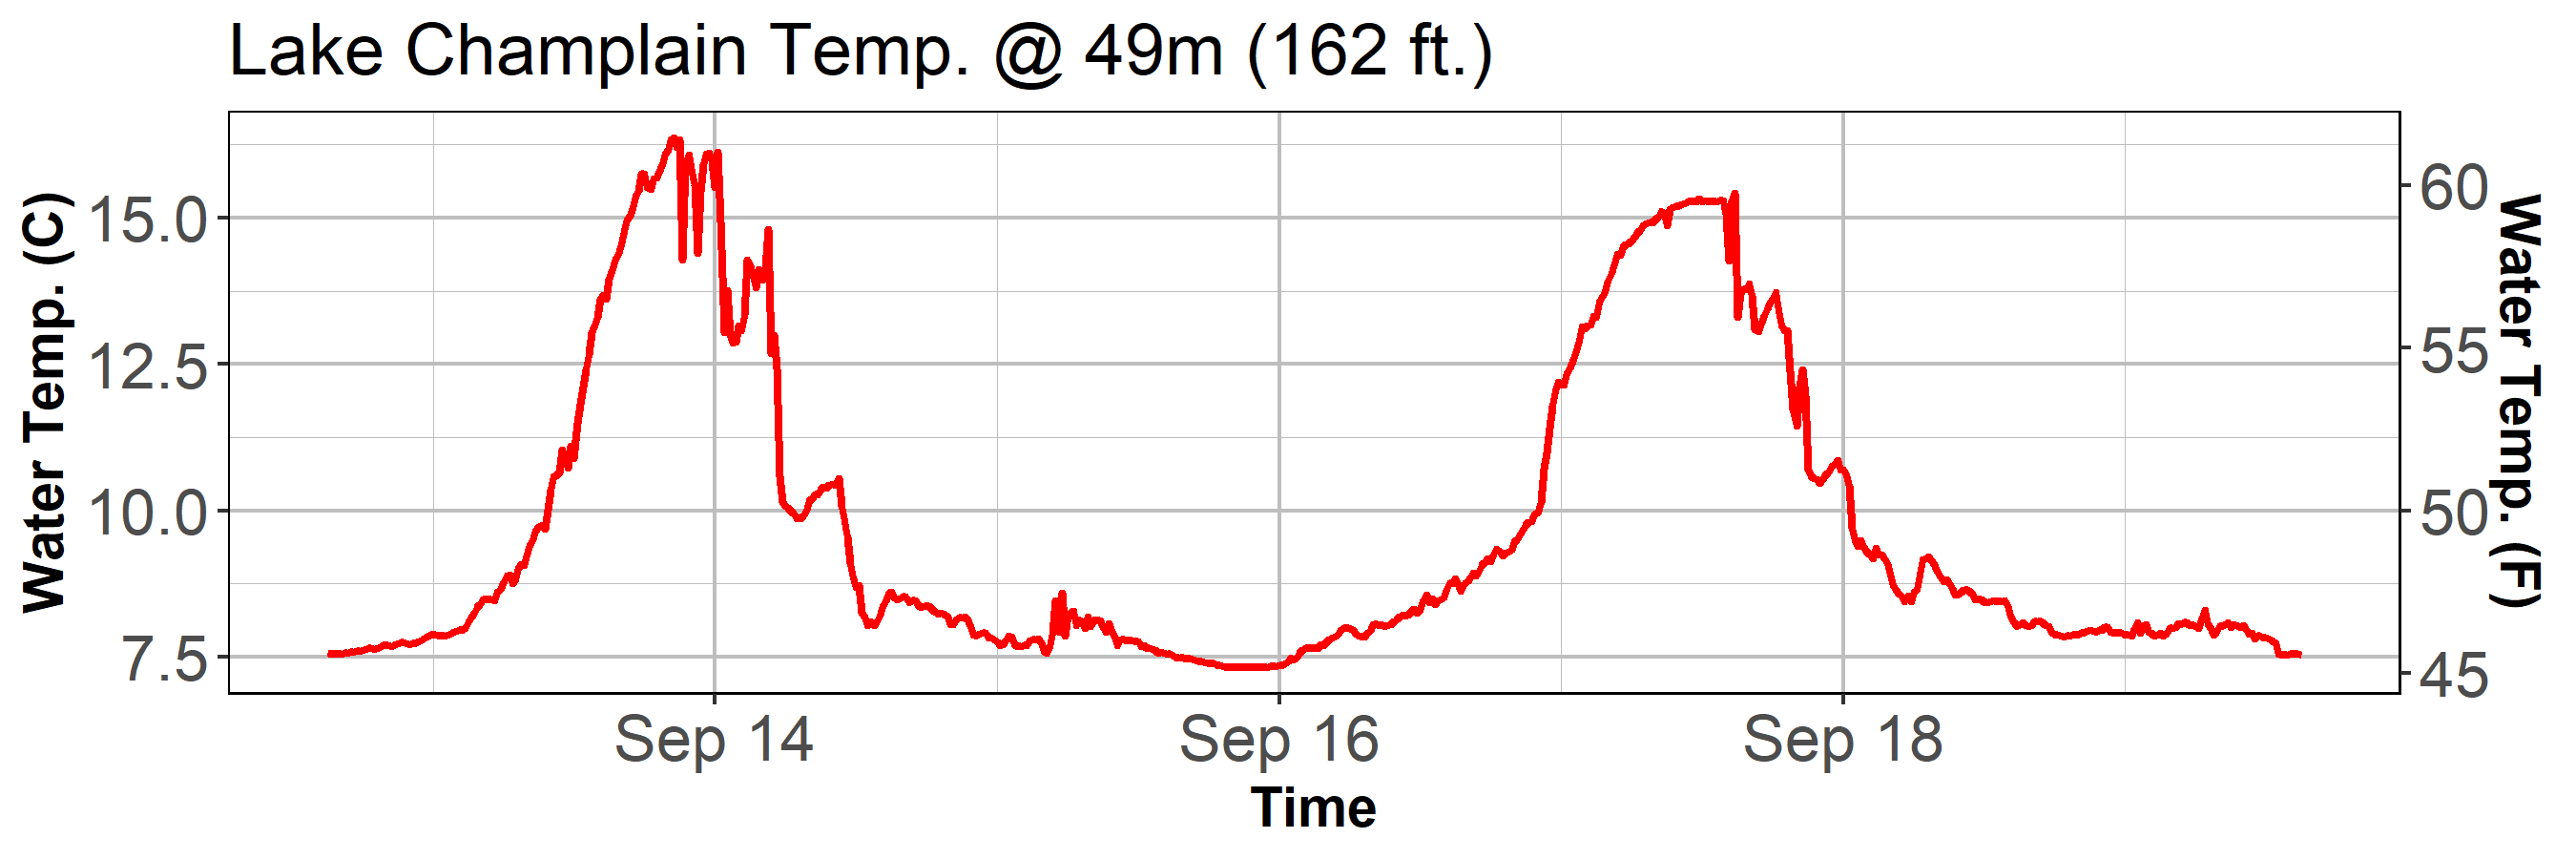 Lake Champlain Temp. @ 49m (162 ft.)
Water Temp. (C)
15.0
12.5
10.0
7.5
60
55
50
45
Water Temp. (F)
Sep 14
Sep 16
Sep 18
Time